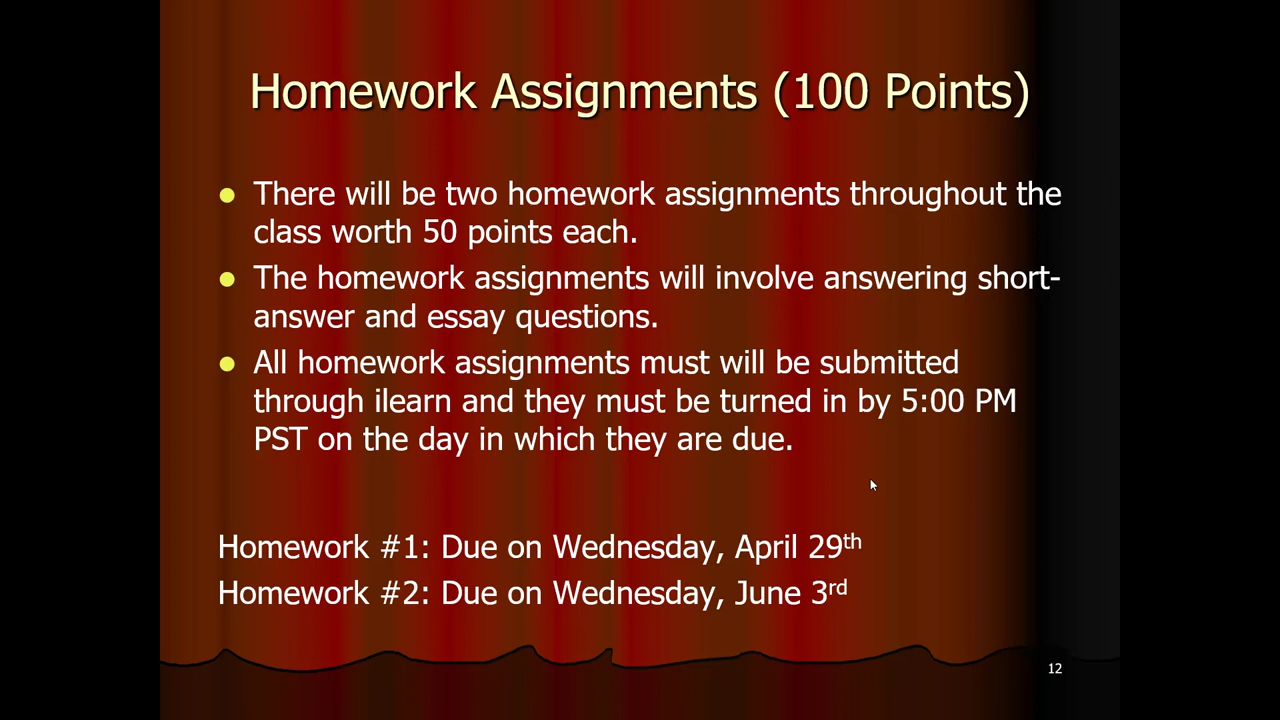 Homework Assignments (100 Points)
There will be two homework assignments throughout the
class worth 50 points each.
The homework assignments will involve answering short-
answer and essay questions.
All homework assignments must will be submitted
through ilearn and they must be turned in by 5:00 PM
PST on the day in which they are due.
Homework #1: Due on Wednesday, April 29th
Homework #2: Due on Wednesday, June 3rd
12